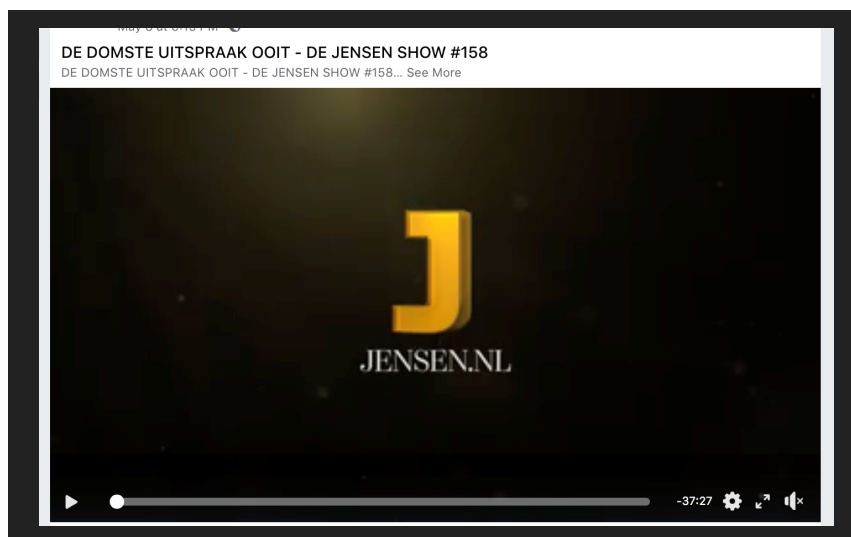 DE DOMSTE UITSPRAAK OOIT - DE JENSEN SHOW #158
DE DOMSTE UITSPRAAK OOIT - DE JENSEN SHOW #158... See More
J
JENSEN.NL
-37:27